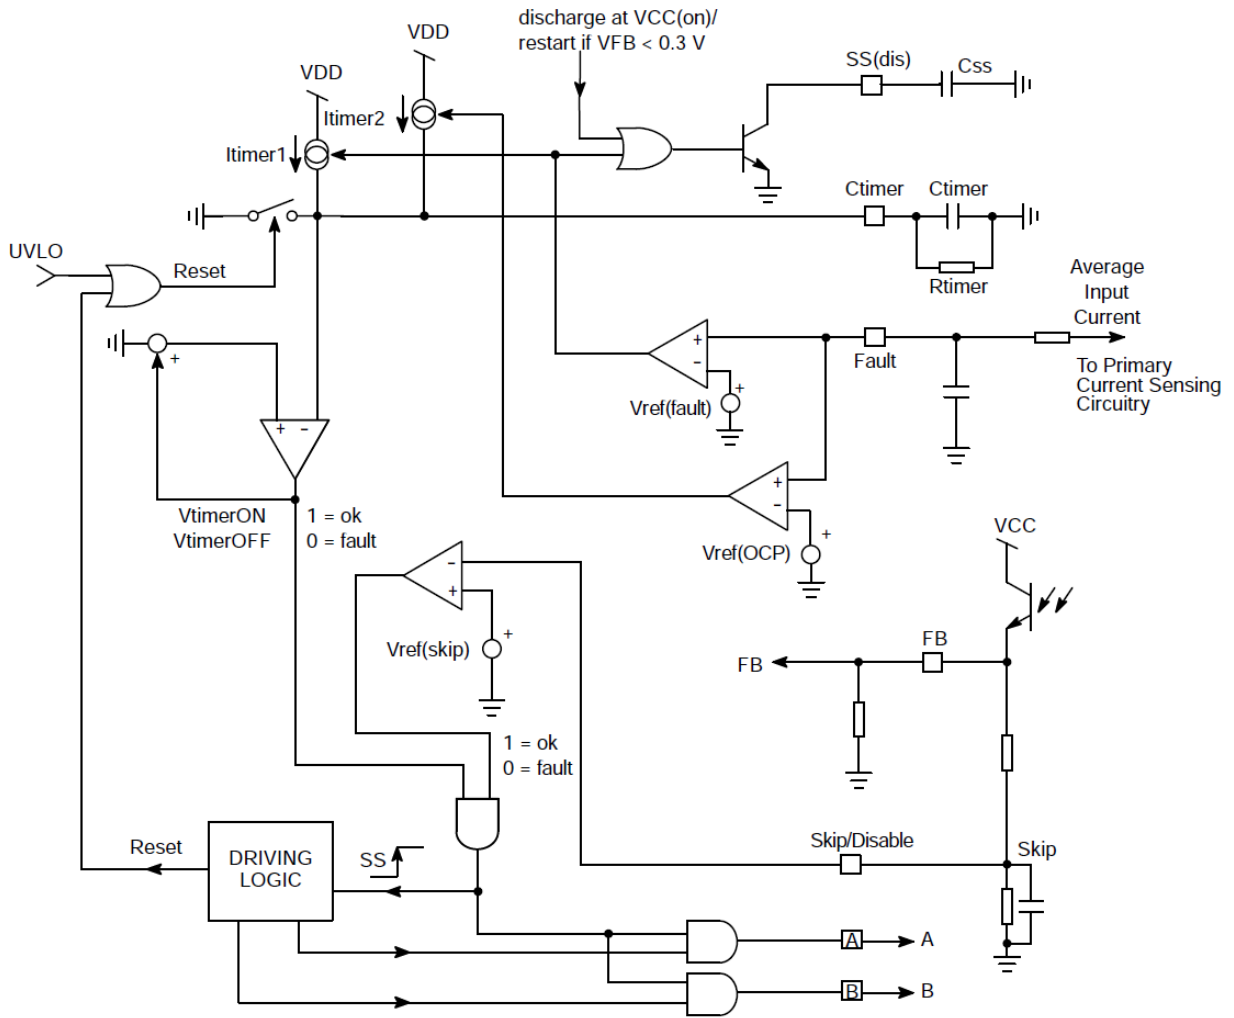 discharge at VCC(on)/
restart if VFB < 0.3 V
VDD
VDD
SS(dis)
Css
Itimer2
Itimer1
Ctimer
Ctimer
Rtimer
UVLO
Reset
Average
Input
Current
+
+
-
Fault
To Primary
Current Sensing
Circuitry
+
Vref(fault)
+ -
+
-
VtimerON
VtimerOFF
1 = ok
0 = fault
+
Vref(OCP)
VCC
-
+
+
Vref(skip)
FB
FB
1 = ok
0 = fault
Skip/Disable
Skip
Reset
DRIVING
LOGIC
SS
A
A
B
B